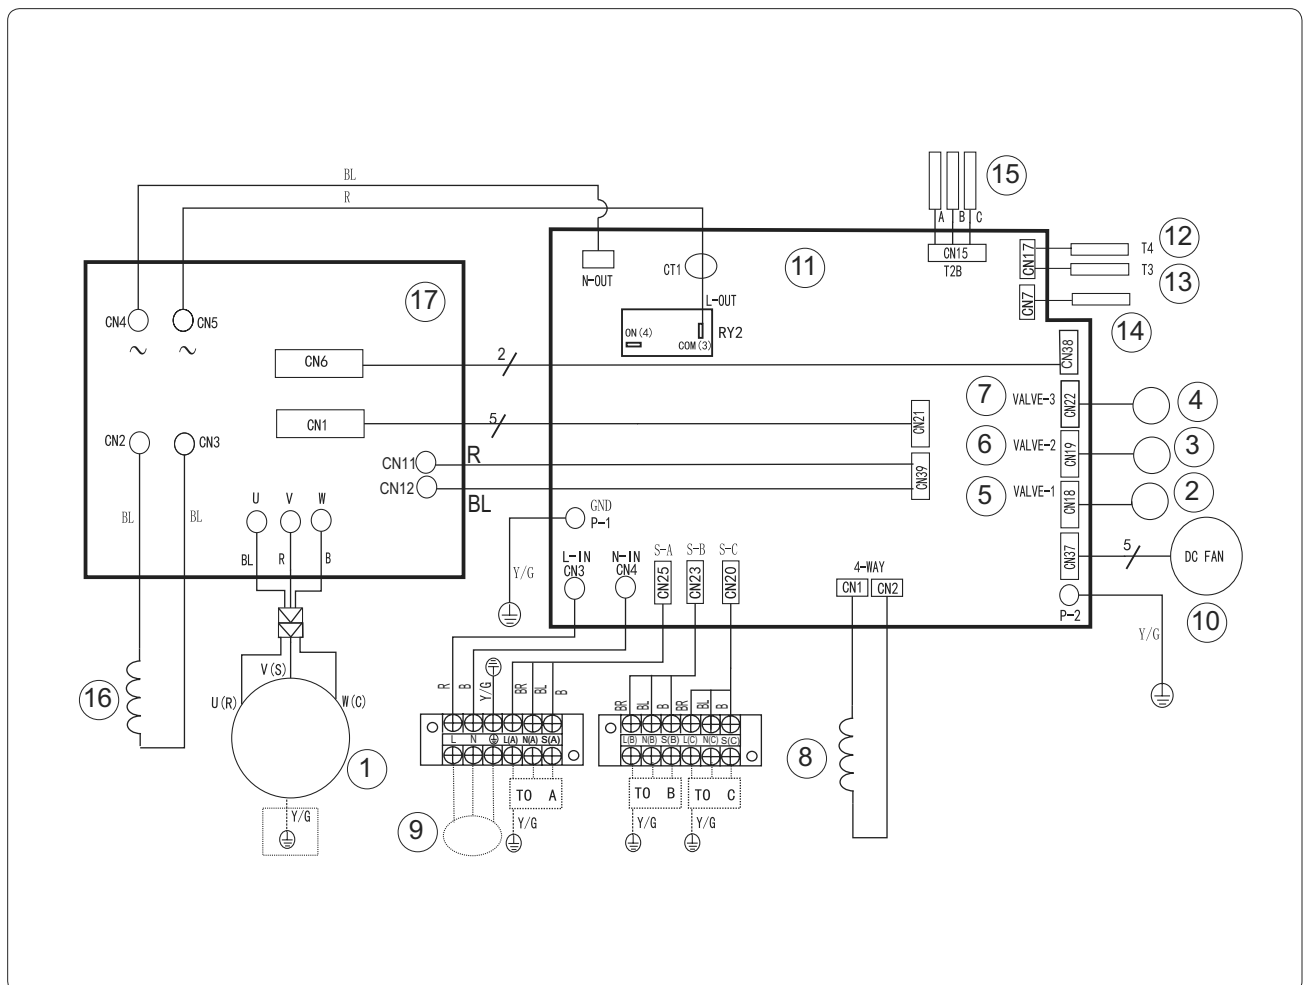 BL
R
15
A B C
CN15
T2B
CN17
T4
12
T3
13
CN7
14
11
CT1
N-OUT
L-OUT
ON(4)
COM(3)
RY2
17
CN4
CN5
∼ ∼
CN6
2
CN38
CN1
5
CN21
7
VALVE-3
CN22
4
6
VALVE-2
CN19
3
5
VALVE-1
CN18
2
CN2
CN3
CN11
R
CN12
BL
CN39
BL
BL
U V W
BL R B
GND
P-1
Y/G
L-IN
CN3
N-IN
CN4
S-A S-B S-C
CN25
CN23
CN20
4-WAY
CN1 CN2
CN37
5
DC FAN
10
P-2
Y/G
16
V(S)
U(R)
W(C)
1
Y/G
R B Y/G BR BL B
L N L(A) N(A) S(A)
TO A
Y/G
9
BR BL B BR BL B
L(B) N(B) S(B) L(C) N(C) S(C)
TO B
TO C
Y/G
Y/G
8